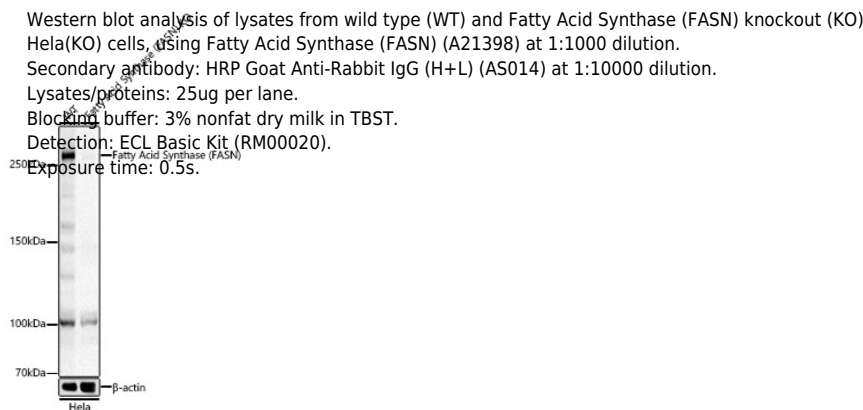 Western blot analysis of lysates from wild type (WT) and Fatty Acid Synthase (FASN) knockout (KO)
Hela(KO) cells, using Fatty Acid Synthase (FASN) (A21398) at 1:1000 dilution.
Secondary antibody: HRP Goat Anti-Rabbit IgG (H+L) (AS014) at 1:10000 dilution.
Lysates/proteins: 25ug per lane.
Blocking buffer: 3% nonfat dry milk in TBST.
Detection: ECL Basic Kit (RM00020).
Exposure time: 0.5s.
WT
Fatty Acid Synthase (FASN) KO
Fatty Acid Synthase (FASN)
250kDa
150kDa
100kDa
70kDa
β-actin
Hela